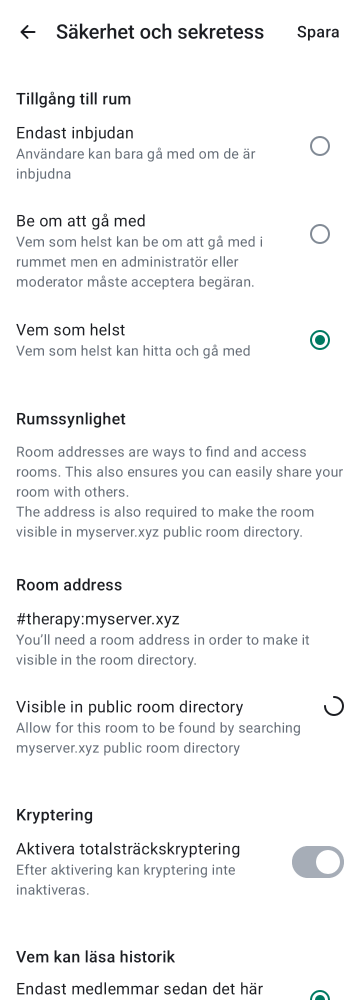 Säkerhet och sekretess
Spara
Tillgång till rum
Endast inbjudan
Användare kan bara gå med om de är
inbjudna
Be om att gå med
Vem som helst kan be om att gå med i
rummet men en administratör eller
moderator måste acceptera begäran.
Vem som helst
Vem som helst kan hitta och gå med
Rumssynlighet
Room addresses are ways to find and access
rooms. This also ensures you can easily share your
room with others.
The address is also required to make the room
visible in myserver.xyz public room directory.
Room address
#therapy:myserver.xyz
You’ll need a room address in order to make it
visible in the room directory.
Visible in public room directory
Allow for this room to be found by searching
myserver.xyz public room directory
Kryptering
Aktivera totalsträckskryptering
Efter aktivering kan kryptering inte
inaktiveras.
Vem kan läsa historik
Endast medlemmar sedan det här